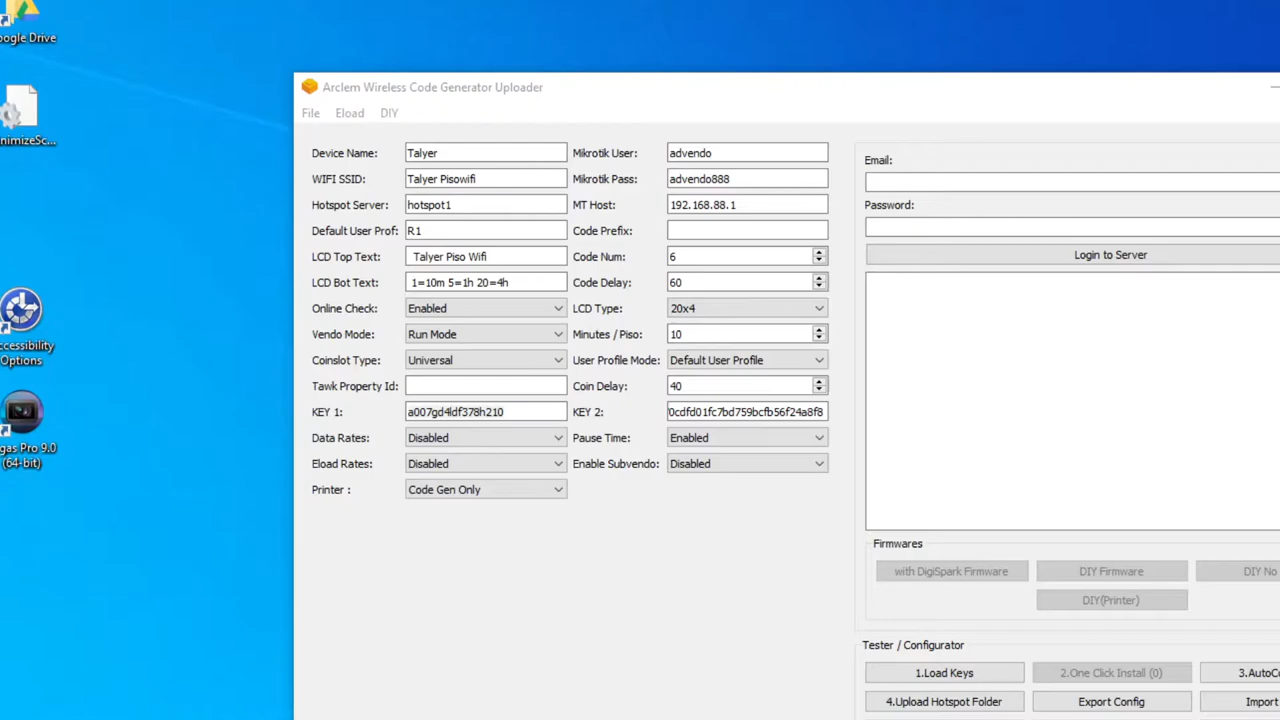 oogle Drive
nimizeSc...
ccessibility
Options
gas Pro 9.0
(64-bit)
Arclem Wireless Code Generator Uploader
File Eload DIY
Device Name: Talyer Mikrotik User: advendo
WIFI SSID: Talyer Pisowifi Mikrotik Pass: advendo888
Hotspot Server: hotspot1 MT Host: 192.168.88.1
Default User Prof: R1 Code Prefix:
LCD Top Text: Talyer Piso Wifi Code Num: 6
LCD Bot Text: 1=10m 5=1h 20=4h Code Delay: 60
Online Check: Enabled LCD Type: 20x4
Vendo Mode: Run Mode Minutes / Piso: 10
Coinslot Type: Universal User Profile Mode: Default User Profile
Tawk Property Id: Coin Delay: 40
KEY 1: a007gd4ldf378h210 KEY 2: 0cdfd01fc7bd759bcfb56f24a8f8
Data Rates: Disabled Pause Time: Enabled
Eload Rates: Disabled Enable Subvendo: Disabled
Printer : Code Gen Only
Email:
Password:
Login to Server
Firmwares
with DigiSpark Firmware DIY Firmware DIY No
DIY(Printer)
Tester / Configurator
1.Load Keys 2.One Click Install (0) 3.AutoCo
4.Upload Hotspot Folder Export Config Import